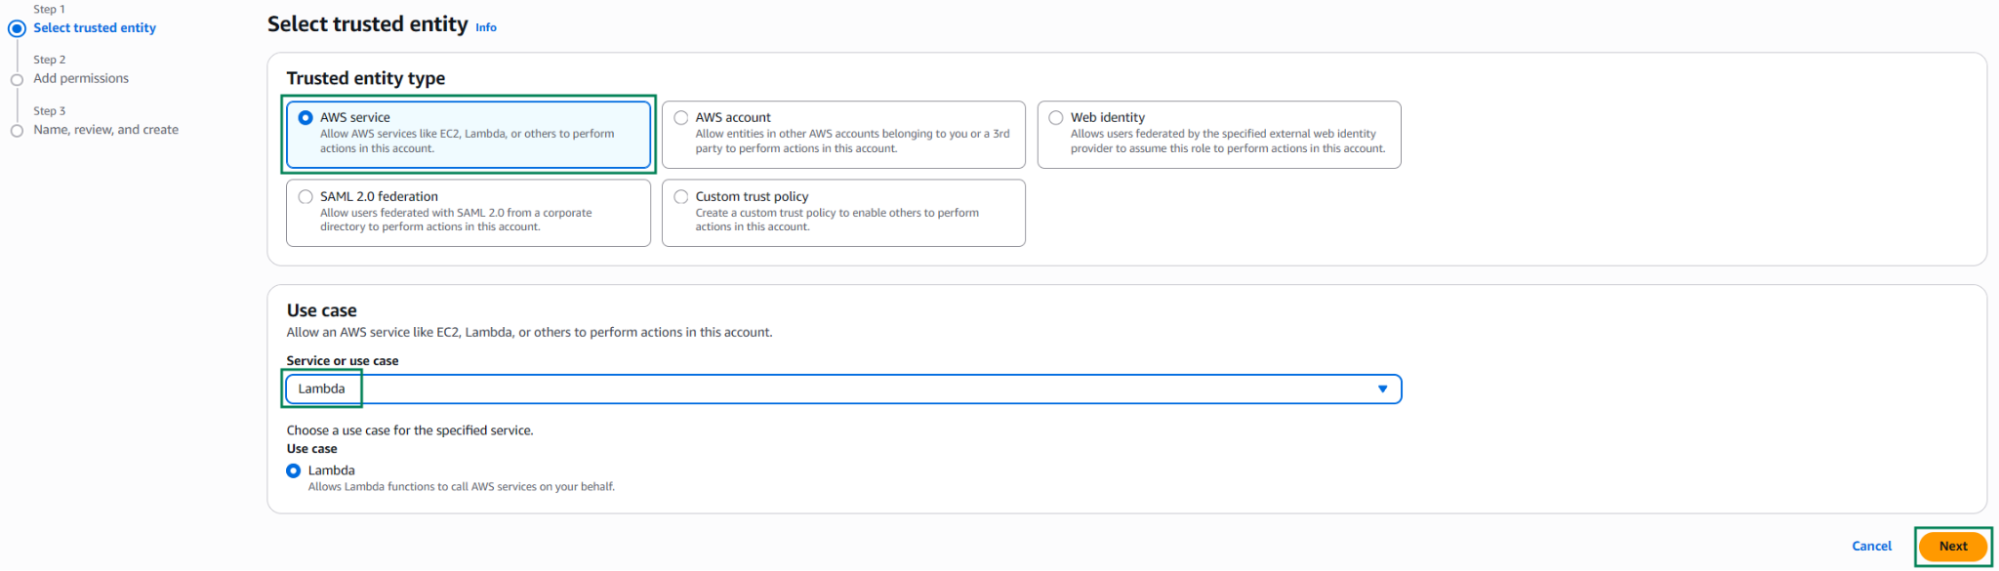 Step 1
Select trusted entity
Step 2
Add permissions
Step 3
Name, review, and create
Select trusted entity Info
Trusted entity type
AWS service
Allow AWS services like EC2, Lambda, or others to perform
actions in this account.
AWS account
Allow entities in other AWS accounts belonging to you or a 3rd
party to perform actions in this account.
Web identity
Allows users federated by the specified external web identity
provider to assume this role to perform actions in this account.
SAML 2.0 federation
Allow users federated with SAML 2.0 from a corporate
directory to perform actions in this account.
Custom trust policy
Create a custom trust policy to enable others to perform
actions in this account.
Use case
Allow an AWS service like EC2, Lambda, or others to perform actions in this account.
Service or use case
Lambda
Choose a use case for the specified service.
Use case
Lambda
Allows Lambda functions to call AWS services on your behalf.
Cancel
Next